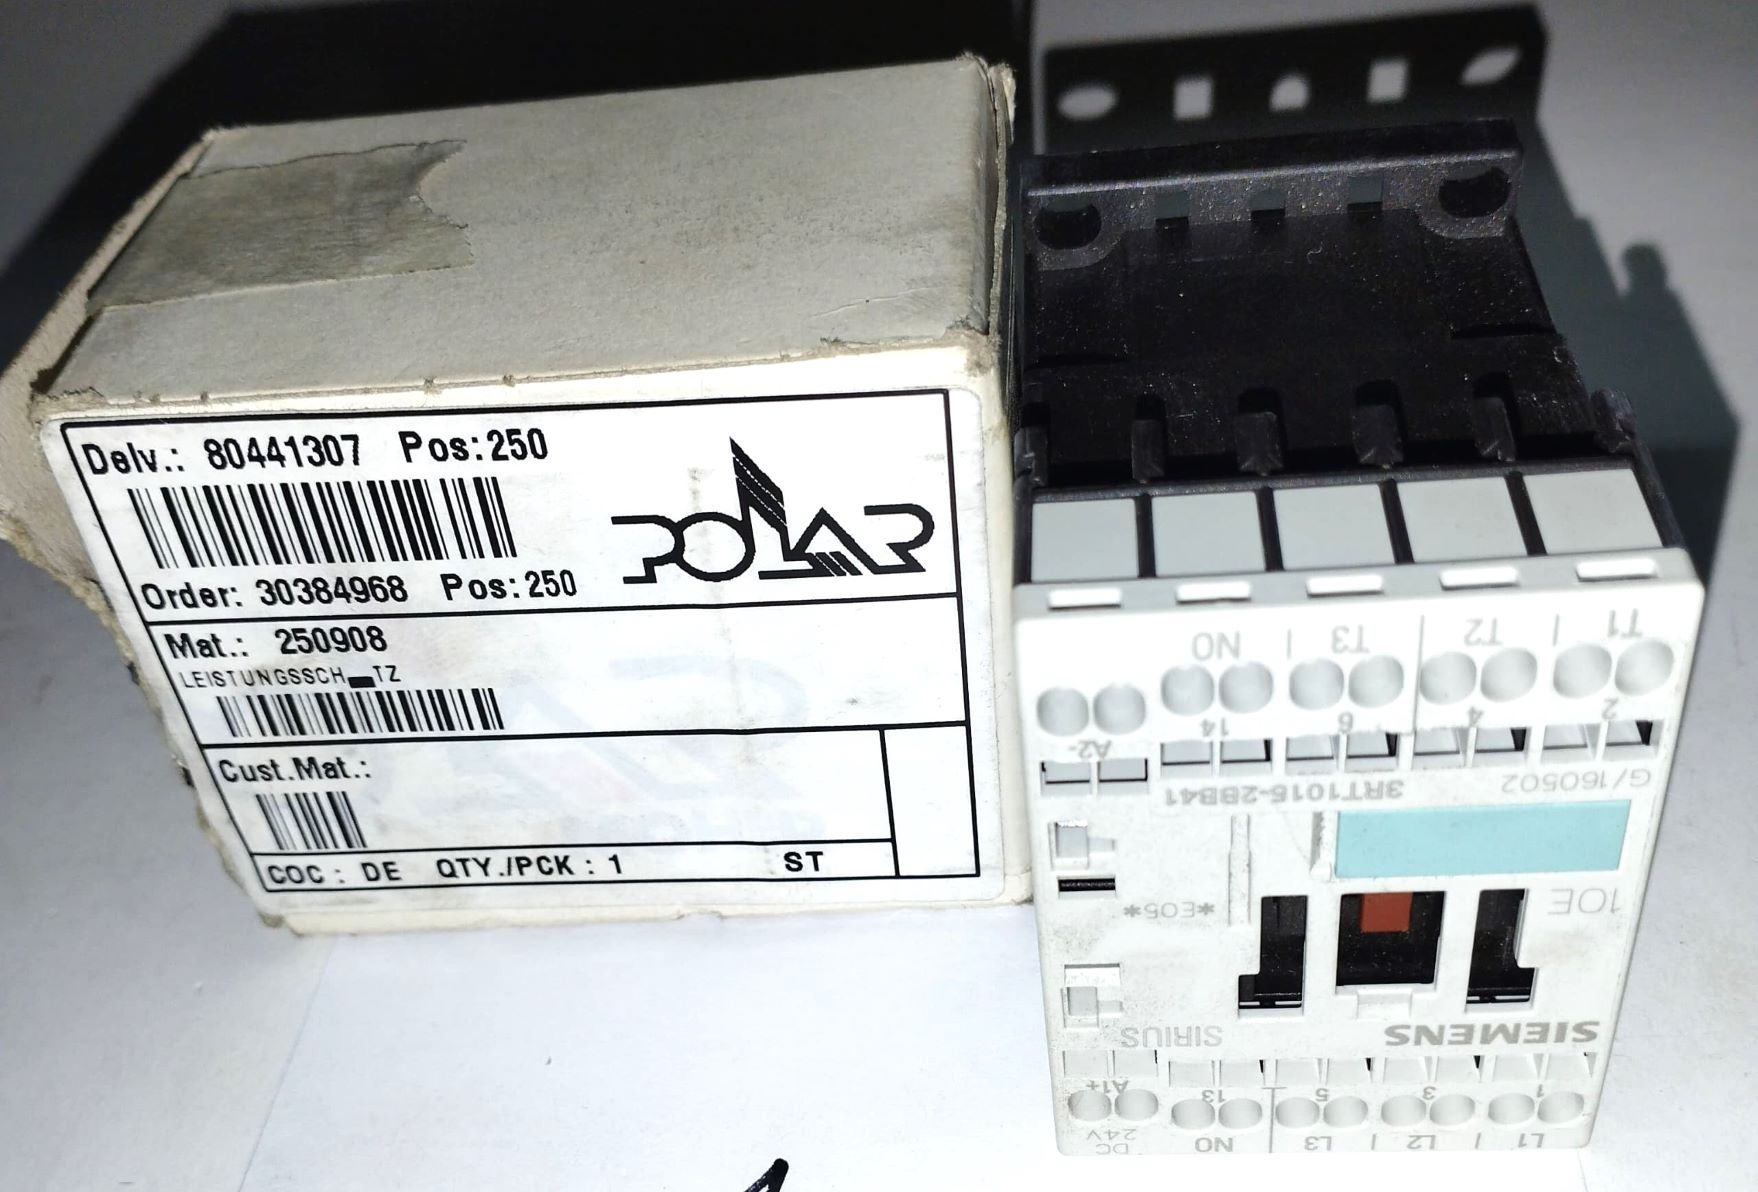 Delv.: 80441307 Pos:250
POLAR
Order: 30384968 Pos:250
Mat.: 250908
LEISTUNGSSCH▬TZ
Cust.Mat.:
COC : DE QTY./PCK : 1 ST
L1 L2 L3 NO DC 24V
1 3 5 13 A1+
SIEMENS SIRIUS
10E *E05*
G/160502 3RT1015-2BB41
2 4 6 14 A2-
T1 T2 T3 NO